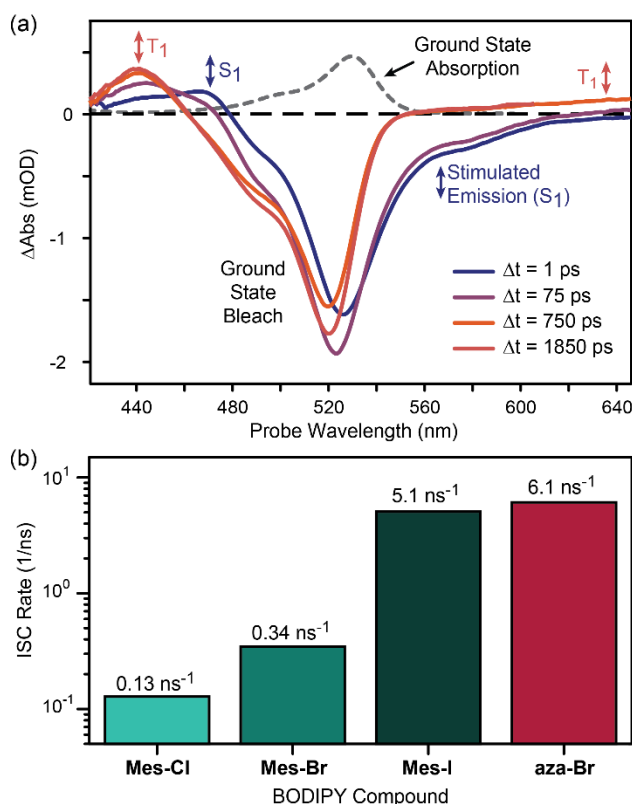 (a)
T1
S1
Ground State
Absorption
T1
Stimulated
Emission (S1)
Ground
State
Bleach
Δt = 1 ps
Δt = 75 ps
Δt = 750 ps
Δt = 1850 ps
ΔAbs (mOD)
0
-1
-2
440 480 520 560 600 640
Probe Wavelength (nm)
(b)
ISC Rate (1/ns)
10^1
10^0
10^-1
0.13 ns^-1
0.34 ns^-1
5.1 ns^-1
6.1 ns^-1
Mes-Cl Mes-Br Mes-I aza-Br
BODIPY Compound